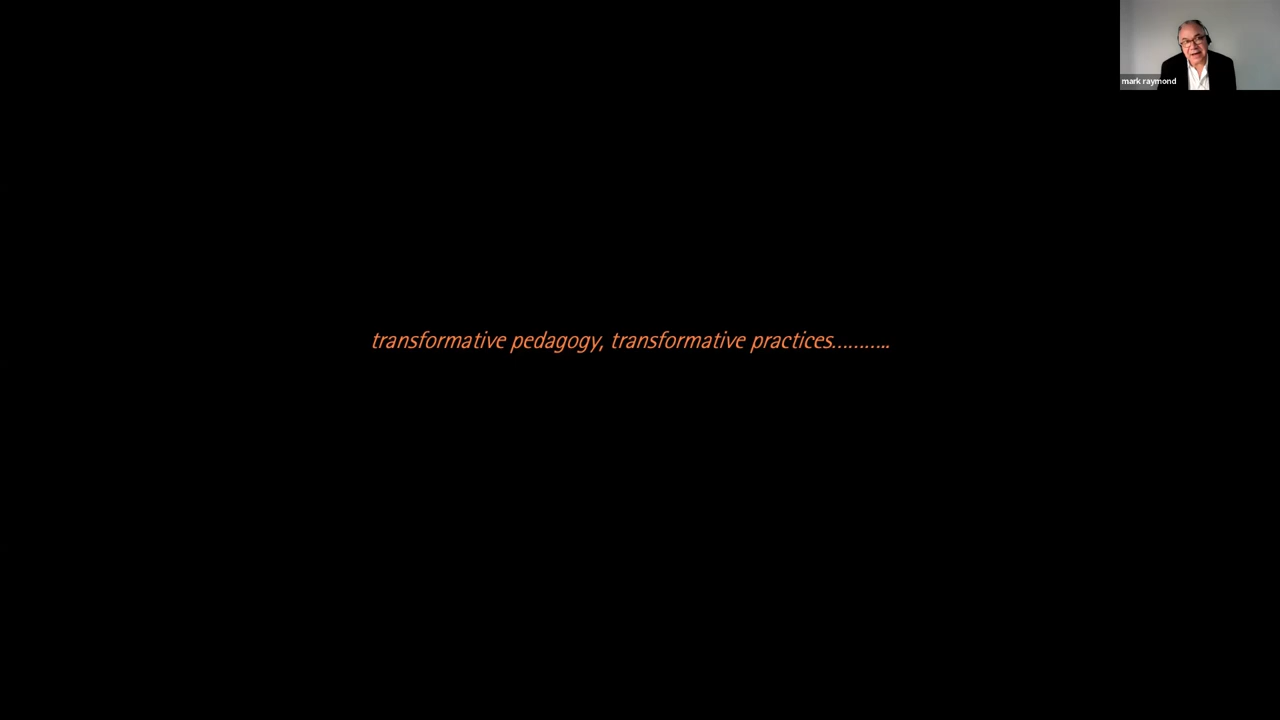 mark raymond
transformative pedagogy, transformative practices...........